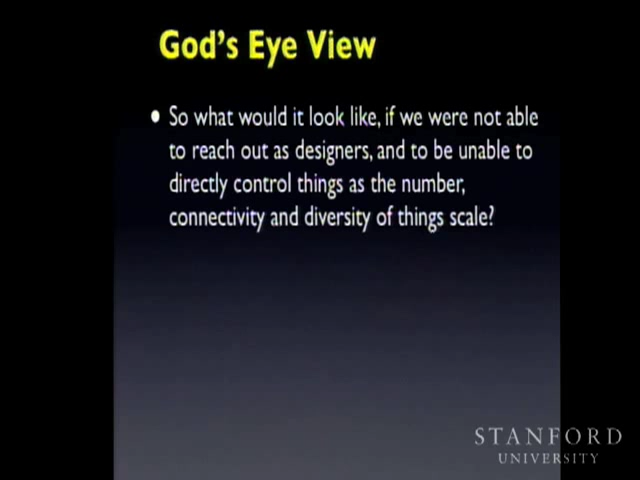 God's Eye View
• So what would it look like, if we were not able
to reach out as designers, and to be unable to
directly control things as the number,
connectivity and diversity of things scale?
STANFORD
UNIVERSITY